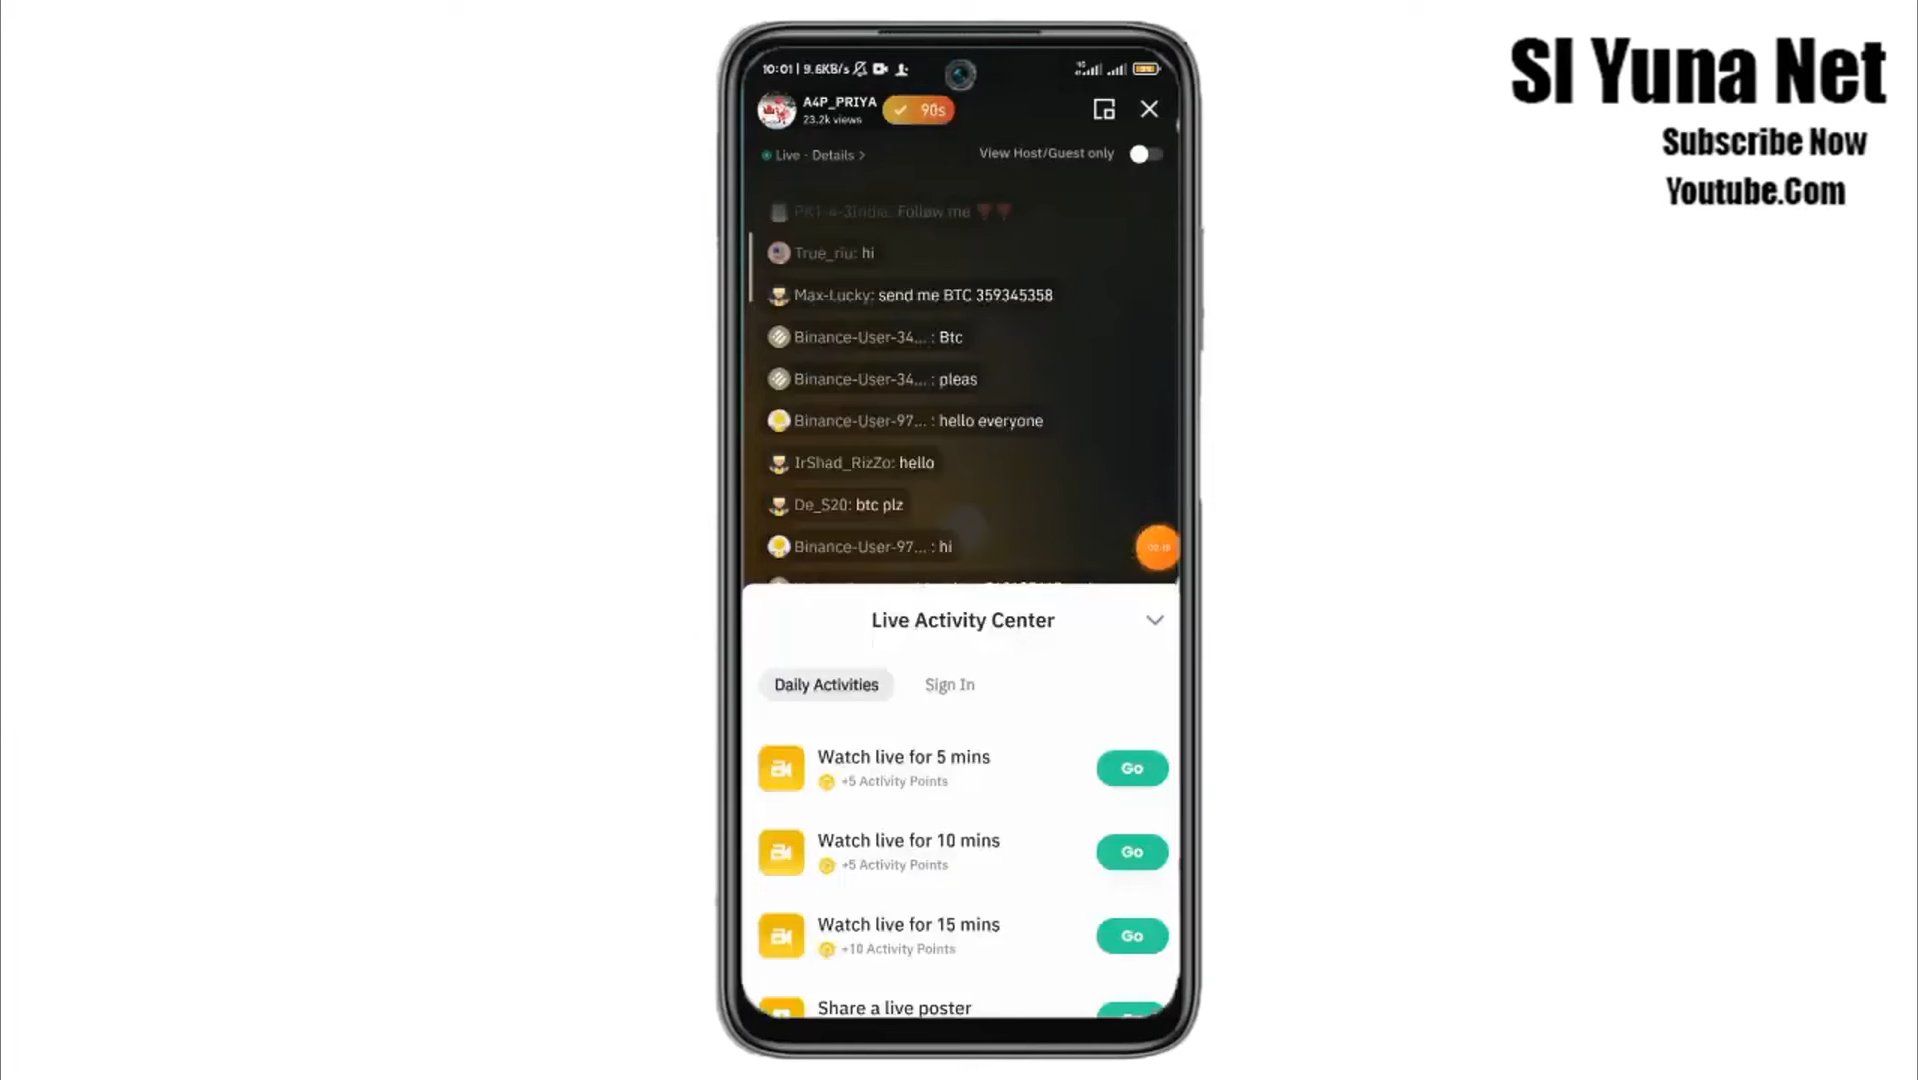 SI Yuna Net
Subscribe Now
Youtube.Com
10:01 | 9.6KB/s
A4P_PRIYA
23.2k views
90s
Live · Details >
View Host/Guest only
Follow me
True_riu: hi
Max-Lucky: send me BTC 359345358
Binance-User-34... : Btc
Binance-User-34... : pleas
Binance-User-97... : hello everyone
IrShad_RizZo: hello
De_S20: btc plz
Binance-User-97... : hi
Live Activity Center
Daily Activities
Sign In
Watch live for 5 mins
+5 Activity Points
Go
Watch live for 10 mins
+5 Activity Points
Go
Watch live for 15 mins
+10 Activity Points
Go
Share a live poster